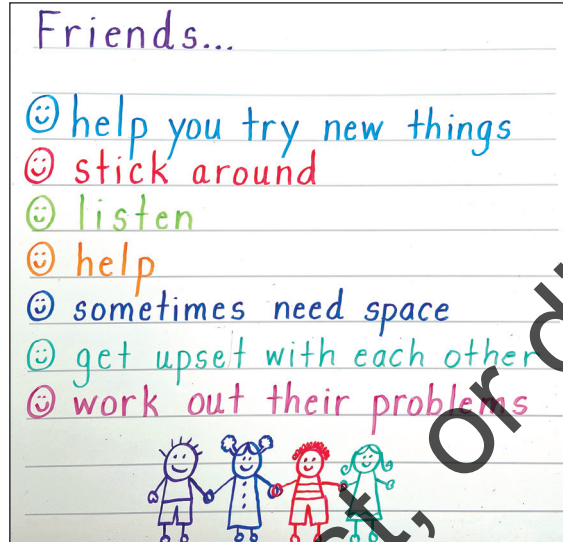 Friends...
help you try new things
stick around
listen
help
sometimes need space
get upset with each other
work out their problems
or